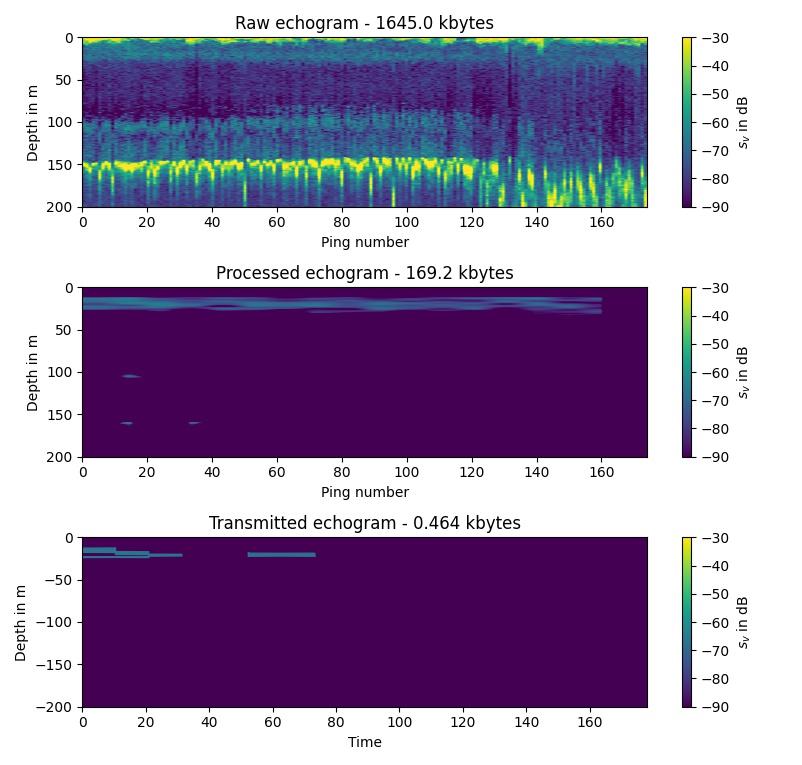 Raw echogram - 1645.0 kbytes
0
50
100
150
200
Depth in m
0 20 40 60 80 100 120 140 160
Ping number
−30
−40
−50
−60
−70
−80
−90
sv in dB
Processed echogram - 169.2 kbytes
0
50
100
150
200
Depth in m
0 20 40 60 80 100 120 140 160
Ping number
−30
−40
−50
−60
−70
−80
−90
sv in dB
Transmitted echogram - 0.464 kbytes
0
−50
−100
−150
−200
Depth in m
0 20 40 60 80 100 120 140 160
Time
−30
−40
−50
−60
−70
−80
−90
sv in dB